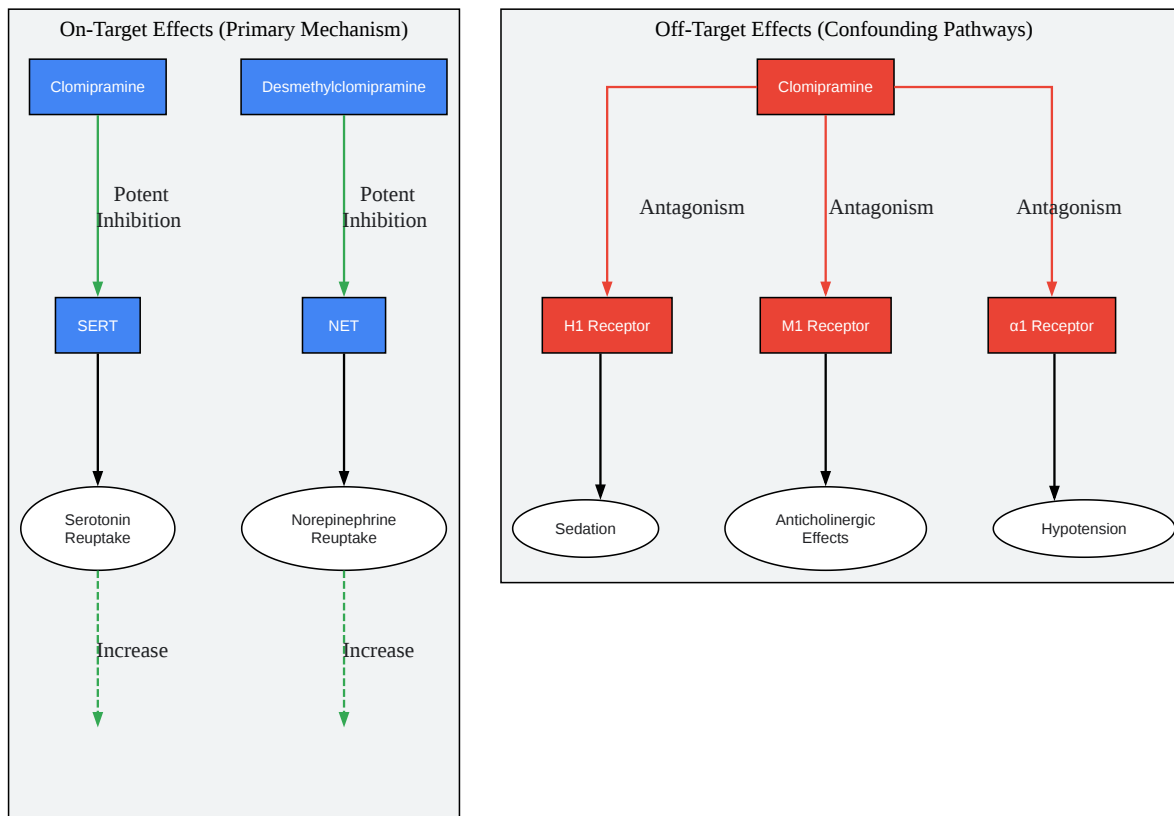 On-Target Effects (Primary Mechanism)
Clomipramine
Desmethylclomipramine
Potent
Inhibition
Potent
Inhibition
SERT
NET
Serotonin
Reuptake
Norepinephrine
Reuptake
Increase
Increase
Off-Target Effects (Confounding Pathways)
Clomipramine
Antagonism
Antagonism
Antagonism
H1 Receptor
M1 Receptor
α1 Receptor
Sedation
Anticholinergic
Effects
Hypotension